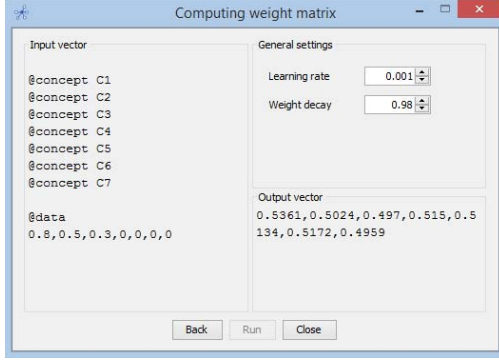 Computing weight matrix
Input vector
@concept C1
@concept C2
@concept C3
@concept C4
@concept C5
@concept C6
@concept C7
@data
0.8,0.5,0.3,0,0,0,0
General settings
Learning rate 0.001
Weight decay 0.98
Output vector
0.5361,0.5024,0.497,0.515,0.5
134,0.5172,0.4959
Back Run Close